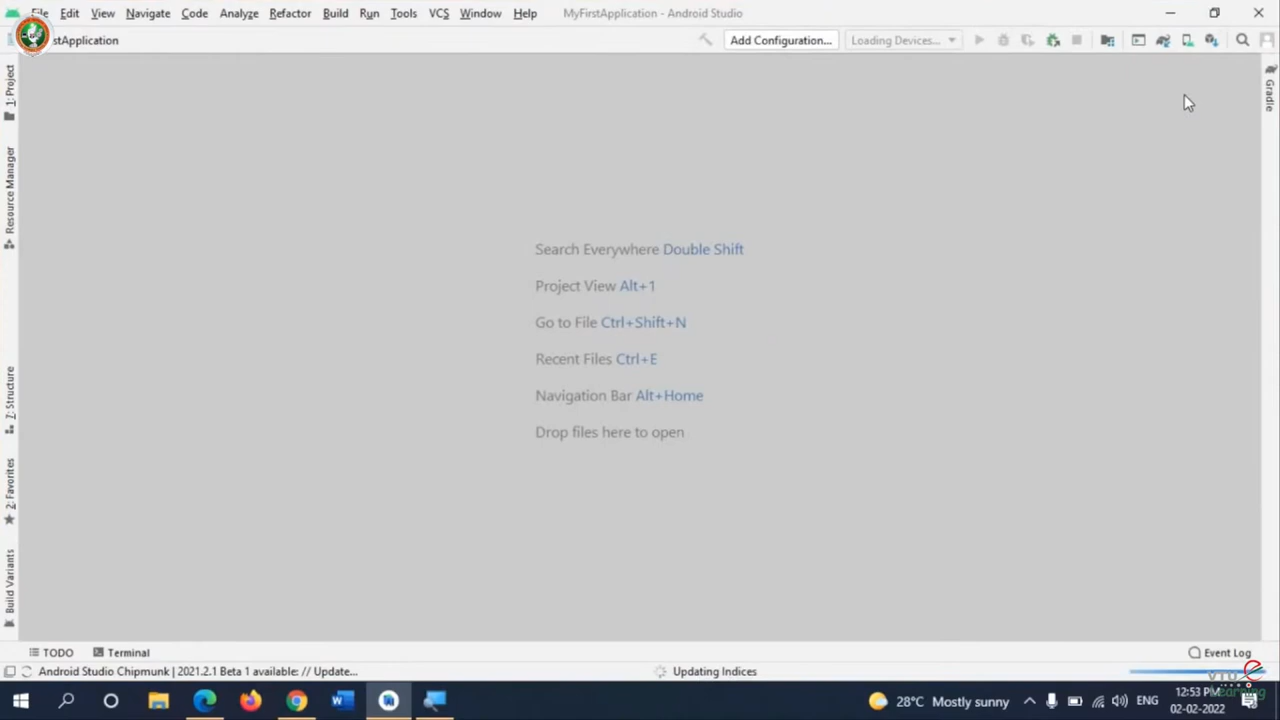 File Edit View Navigate Code Analyze Refactor Build Run Tools VCS Window Help MyFirstApplication - Android Studio
stApplication Add Configuration... Loading Devices...
1: Project
Resource Manager
7: Structure
2: Favorites
Build Variants
Gradle
Search Everywhere Double Shift
Project View Alt+1
Go to File Ctrl+Shift+N
Recent Files Ctrl+E
Navigation Bar Alt+Home
Drop files here to open
TODO Terminal Event Log
Android Studio Chipmunk | 2021.2.1 Beta 1 available: // Update... Updating Indices
VTU e
Learning
28°C Mostly sunny ENG 12:53 PM
02-02-2022